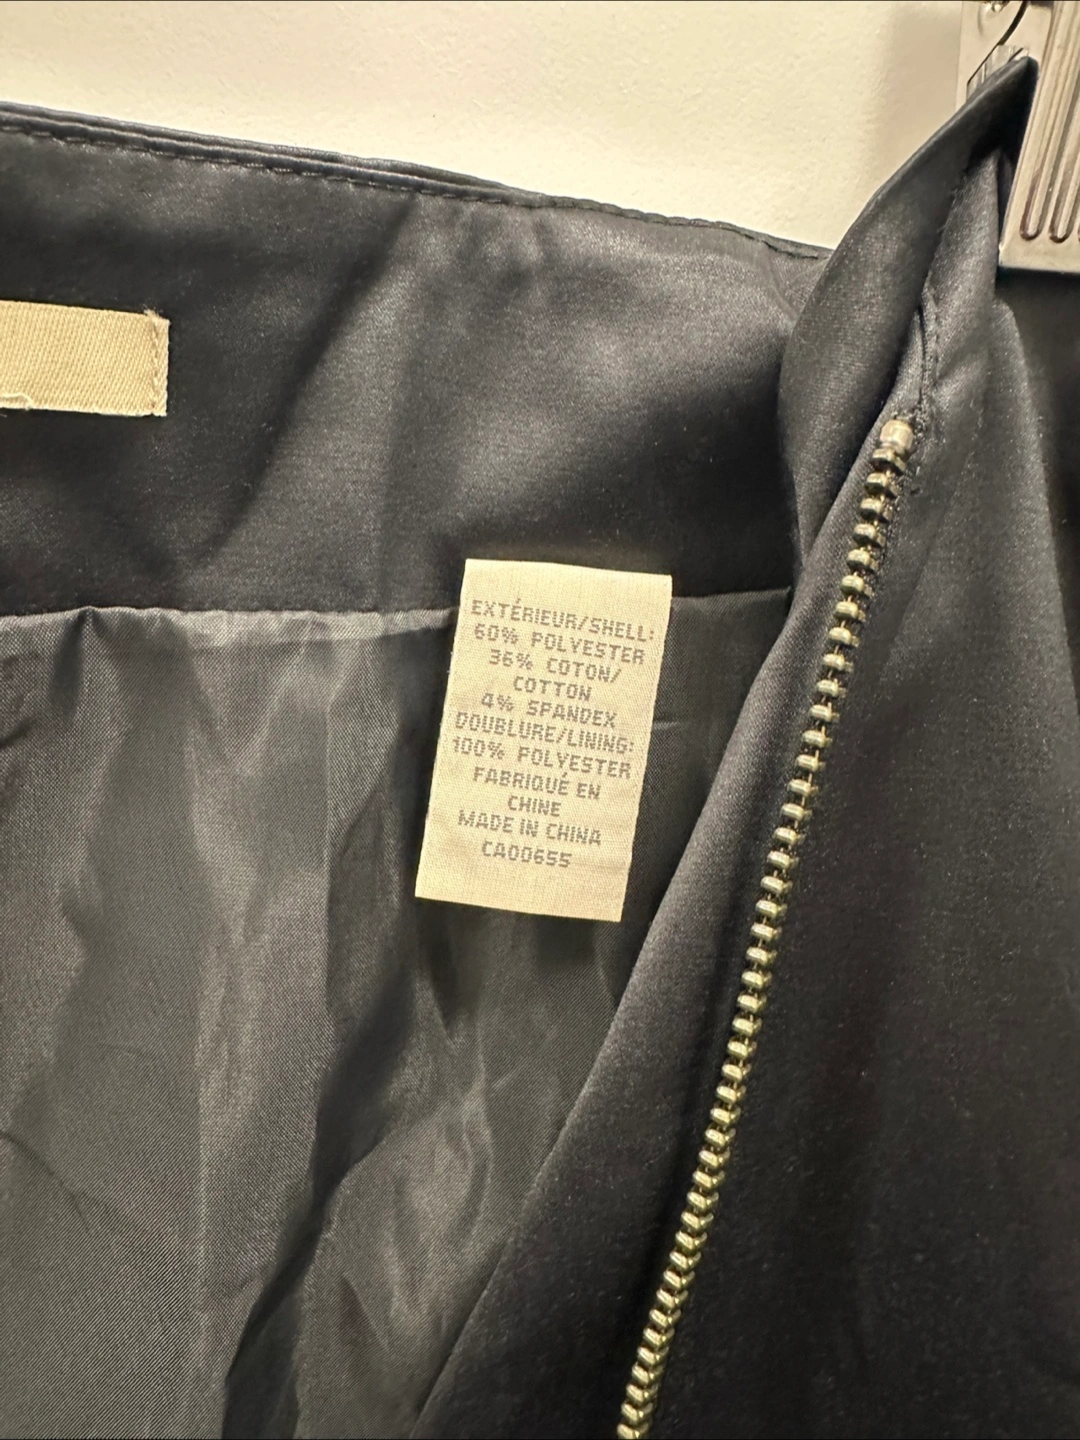 EXTÉRIEUR/SHELL:
60% POLYESTER
36% COTON/
COTTON
4% SPANDEX
DOUBLURE/LINING:
100% POLYESTER
FABRIQUÉ EN
CHINE
MADE IN CHINA
CA00655